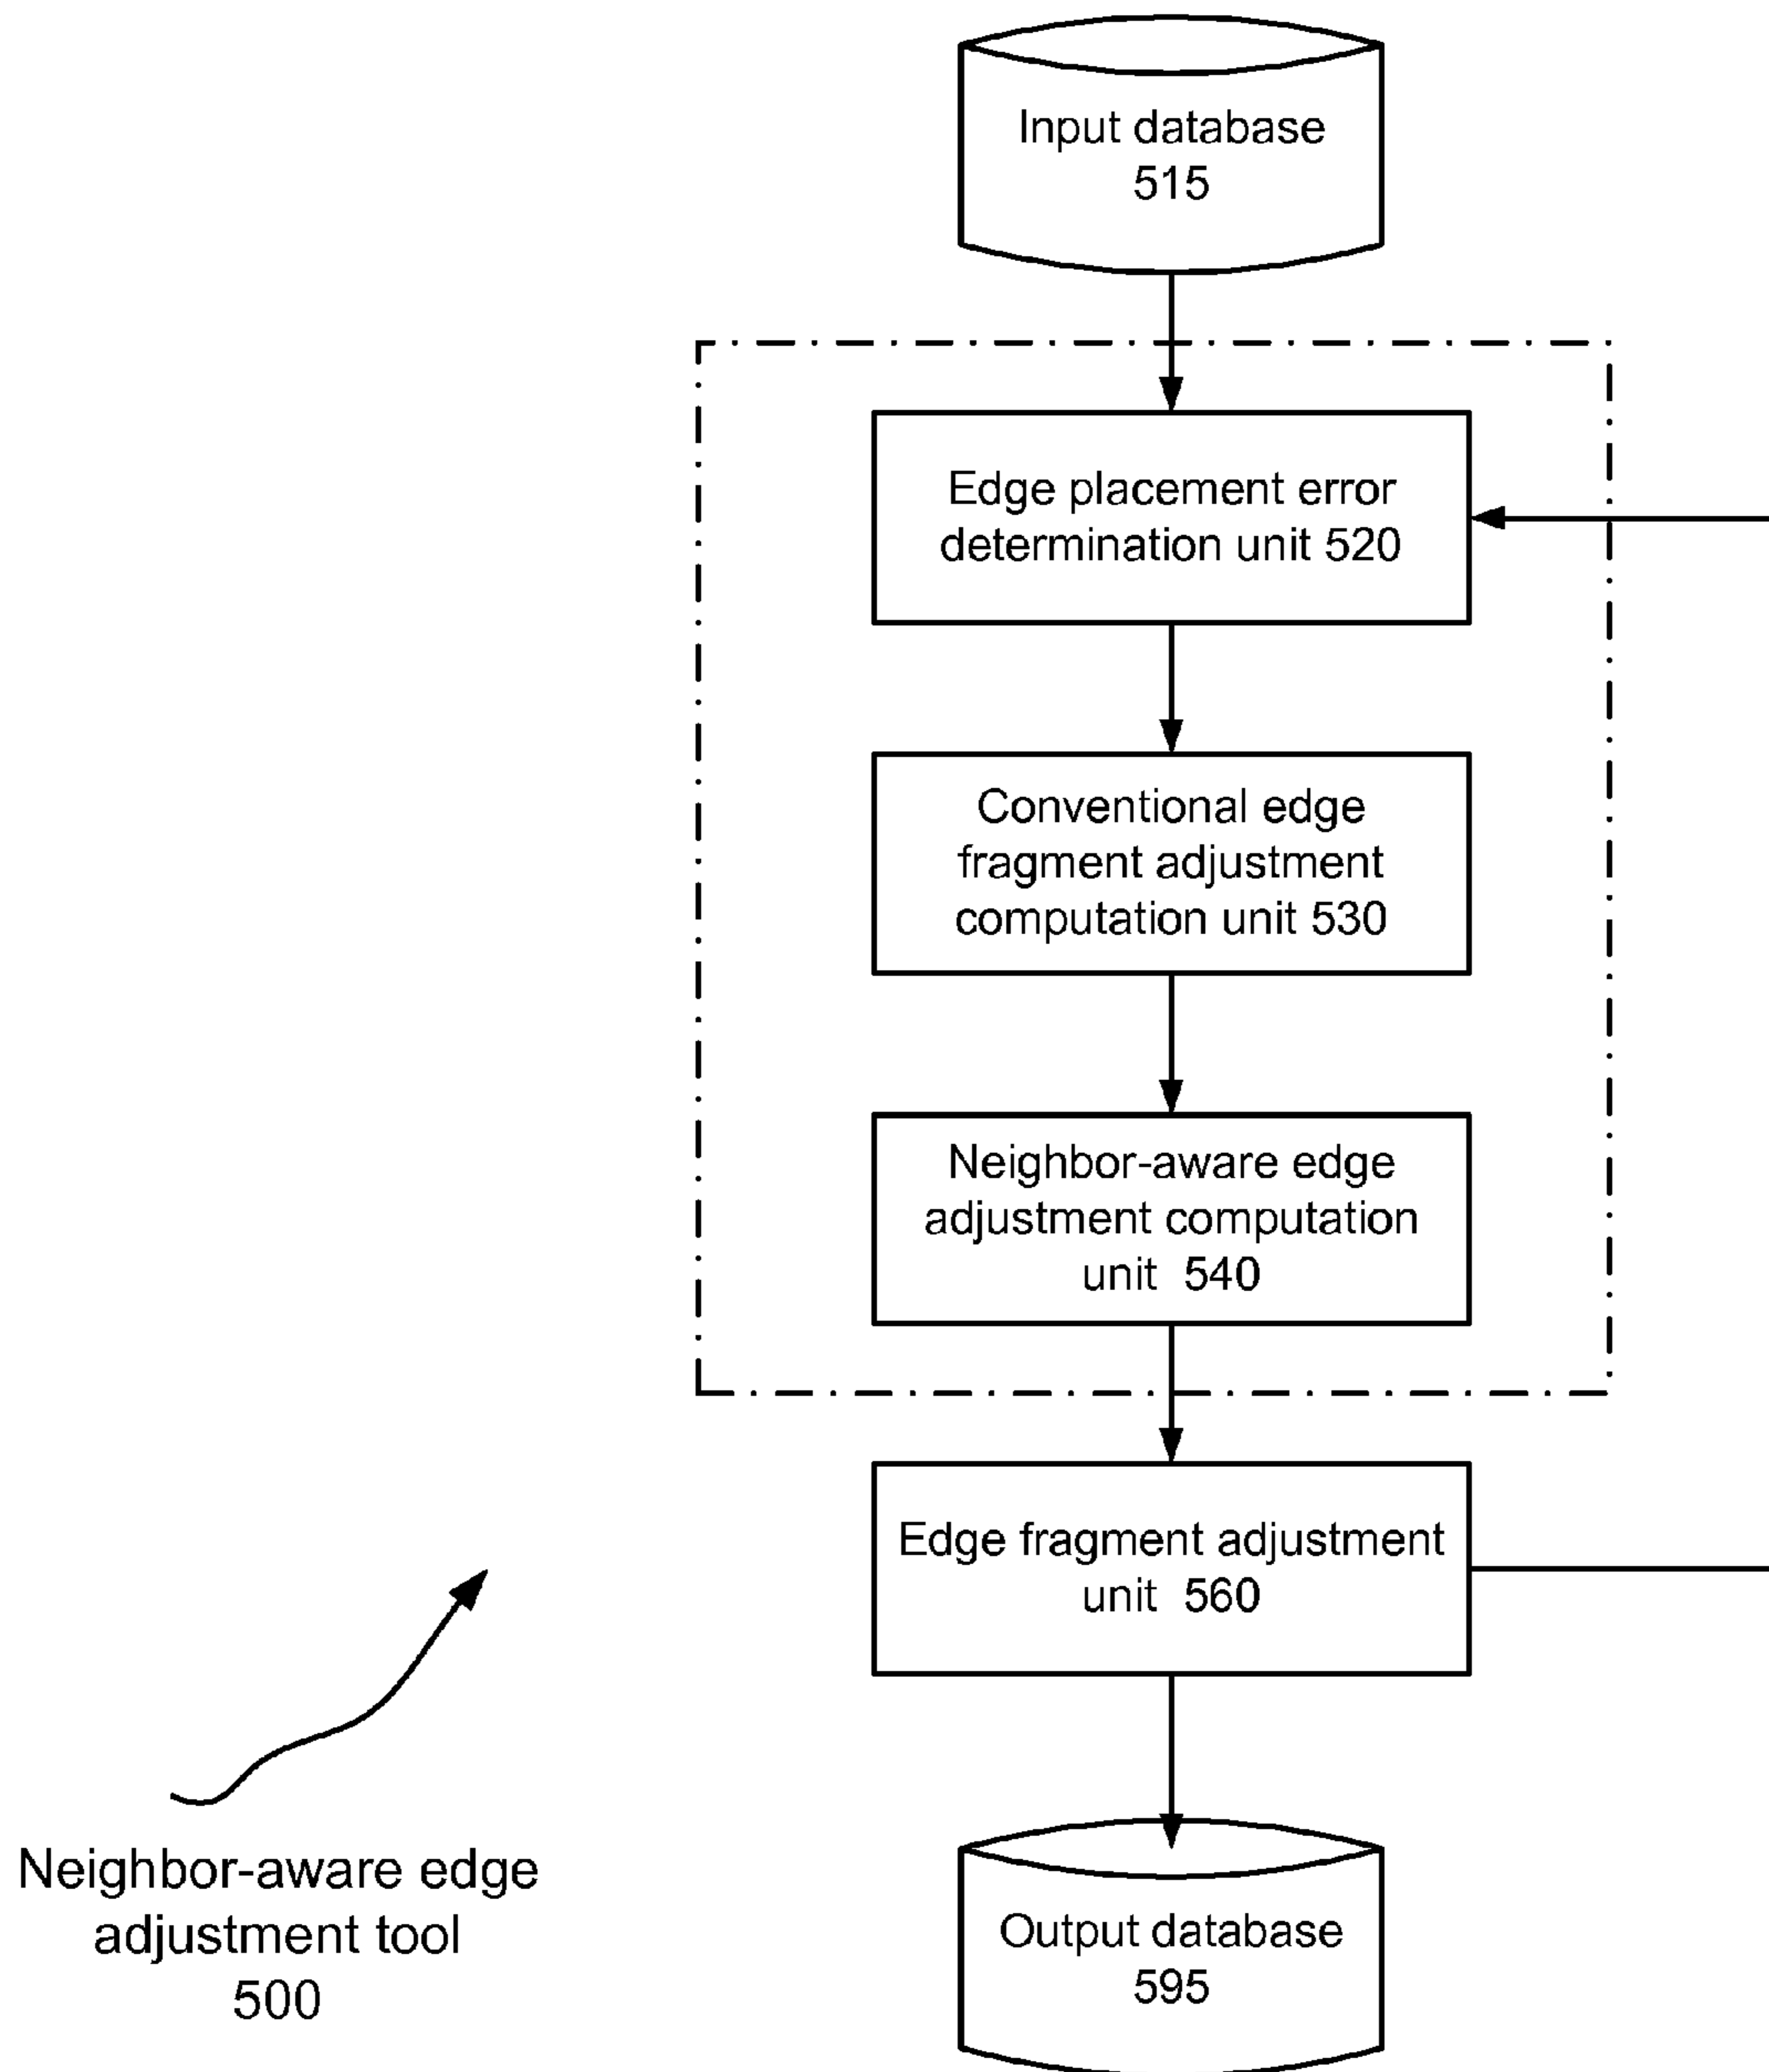 Input database
515
Edge placement error
determination unit 520
Conventional edge
fragment adjustment
computation unit 530
Neighbor-aware edge
adjustment computation
unit 540
Edge fragment adjustment
unit 560
Output database
595
Neighbor-aware edge
adjustment tool
500